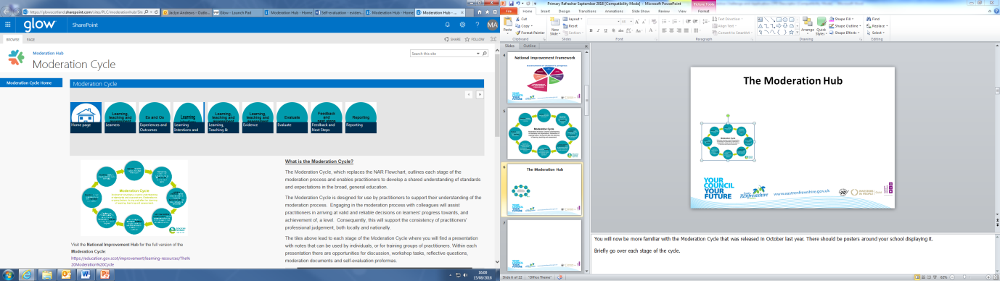 https://glowscotland.sharepoint.com/sites/PLC/moderationhub/
Jaclyn Andrews - Outlo...
Glow - Launch Pad
Moderation Hub - Home
Self-evaluation - eviden...
Moderation Hub - Home
Moderation Hub - ...
glow
SharePoint
MA
BROWSE
PAGE
SHARE
FOLLOW
Moderation Hub
Moderation Cycle
Search this site
Moderation Cycle Home
Moderation Cycle
Learning, teaching and
Es and Os
Learning
Learning, teaching and
Learning, teaching and
Evaluate
Feedback and
Reporting
Home page
Learners
Experiences and Outcomes
Learning Intentions and
Learning, Teaching &
Evidence
Evaluate
Feedback and Next Steps
Reporting
Moderation Cycle
What is the Moderation Cycle?
The Moderation Cycle, which replaces the NAR Flowchart, outlines each stage of the
moderation process and enables practitioners to develop a shared understanding of standards
and expectations in the broad, general education.
The Moderation Cycle is designed for use by practitioners to support their understanding of the
moderation process. Engaging in the moderation process with colleagues will assist
practitioners in arriving at valid and reliable decisions on learners' progress towards, and
achievement of, a level. Consequently, this will support the consistency of practitioners'
professional judgement, both locally and nationally.
The tiles above lead to each stage of the Moderation Cycle where you will find a presentation
with notes that can be used by individuals, or for training groups of practitioners. Within each
presentation there are opportunities for discussion, workshop tasks, reflective questions,
moderation documents and self-evaluation proformas.
Visit the National Improvement Hub for the full version of the
Moderation Cycle
https://education.gov.scot/improvement/learning-resources/The%
20Moderation%20Cycle
16:00
15/08/2018
Primary Refresher September 2018 [Compatibility Mode] - Microsoft PowerPoint
Picture Tools
File
Home
Insert
Design
Transitions
Animations
Slide Show
Review
View
Format
Paste
Cut
Copy
Format Painter
Clipboard
New Slide
Layout
Reset
Section
Slides
Font
Text Direction
Align Text
Convert to SmartArt
Paragraph
Arrange
Quick Styles
Shape Fill
Shape Outline
Shape Effects
Drawing
Find
Replace
Select
Editing
Slides
Outline
4
National Improvement Framework
YOUR COUNCIL YOUR FUTURE
5
Moderation Cycle
6
The Moderation Hub
7
The Moderation Hub
Moderation Cycle
YOUR
COUNCIL
YOUR
FUTURE
East
Renfrewshire
www.eastrenfrewshire.gov.uk
INVESTORS
IN PEOPLE
You will now be more familiar with the Moderation Cycle that was released in October last year. There should be posters around your school displaying it.
Briefly go over each stage of the cycle.
Slide 6 of 22
"Office Theme"
62%